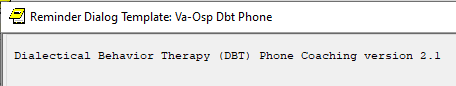 Reminder Dialog Template: Va-Osp Dbt Phone
Dialectical Behavior Therapy (DBT) Phone Coaching version 2.1